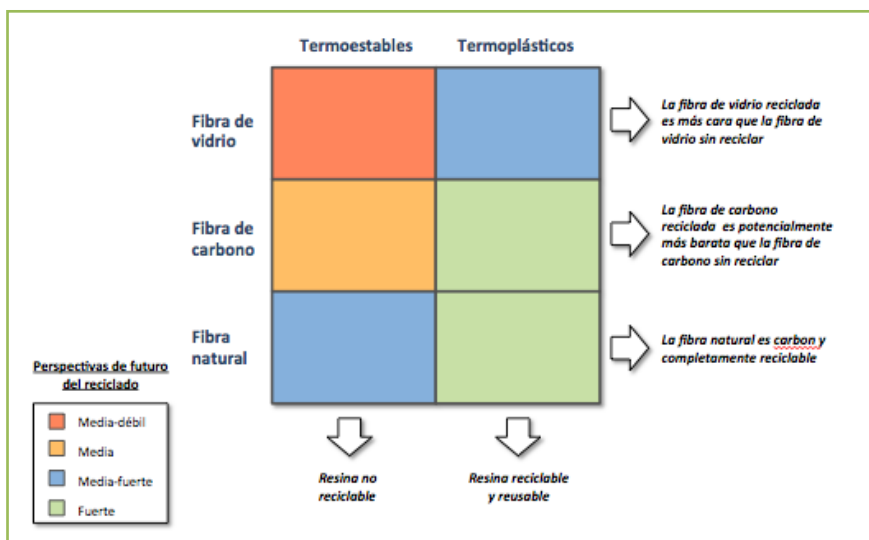 Termoestables
Termoplásticos
Fibra de
vidrio
La fibra de vidrio reciclada
es más cara que la fibra de
vidrio sin reciclar
Fibra de
carbono
La fibra de carbono
reciclada es potencialmente
más barata que la fibra de
carbono sin reciclar
Fibra
natural
La fibra natural es carbon y
completamente reciclable
Perspectivas de futuro
del reciclado
Media-débil
Media
Media-fuerte
Fuerte
Resina no
reciclable
Resina reciclable
y reusable